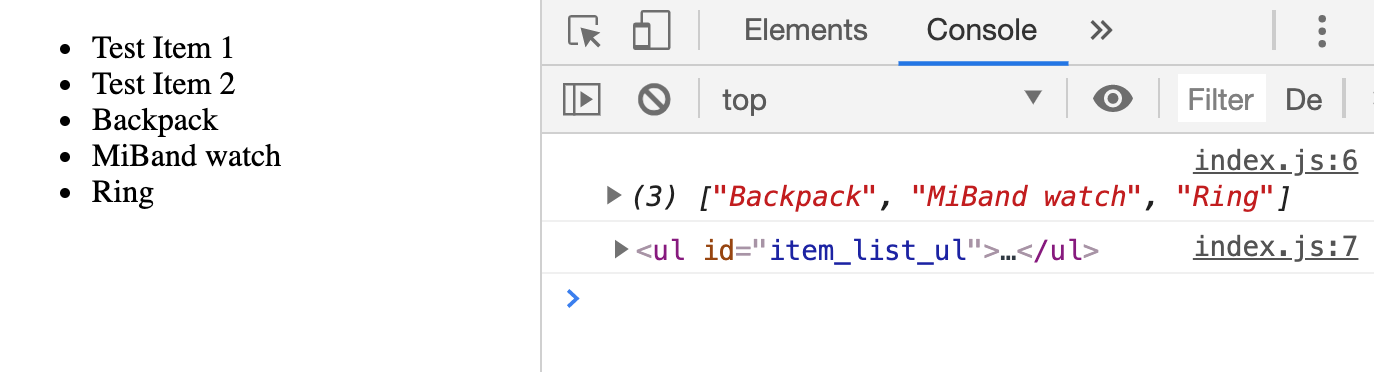 Test Item 1
Test Item 2
Backpack
MiBand watch
Ring
Elements Console
top Filter De
index.js:6
(3) ["Backpack", "MiBand watch", "Ring"]
<ul id="item_list_ul">…</ul> index.js:7